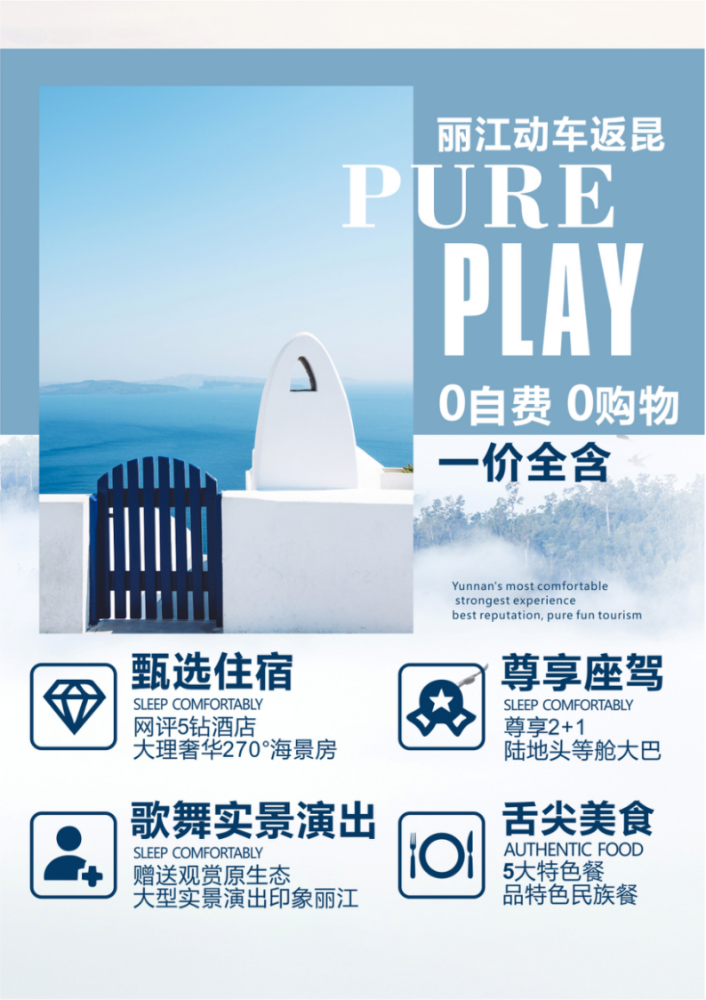 丽江动车返昆
PURE
PLAY
0自费 0购物
一价全含
Yunnan's most comfortable
strongest experience
best reputation, pure fun tourism
甄选住宿
SLEEP COMFORTABLY
网评5钻酒店
大理奢华270°海景房
尊享座驾
SLEEP COMFORTABLY
尊享2+1
陆地头等舱大巴
歌舞实景演出
SLEEP COMFORTABLY
赠送观赏原生态
大型实景演出印象丽江
舌尖美食
AUTHENTIC FOOD
5大特色餐
品特色民族餐